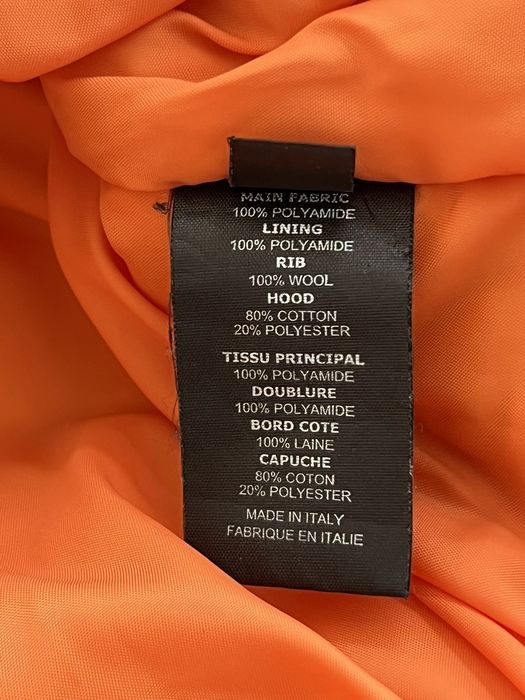 MAIN FABRIC
100% POLYAMIDE
LINING
100% POLYAMIDE
RIB
100% WOOL
HOOD
80% COTTON
20% POLYESTER
TISSU PRINCIPAL
100% POLYAMIDE
DOUBLURE
100% POLYAMIDE
BORD COTE
100% LAINE
CAPUCHE
80% COTON
20% POLYESTER
MADE IN ITALY
FABRIQUE EN ITALIE